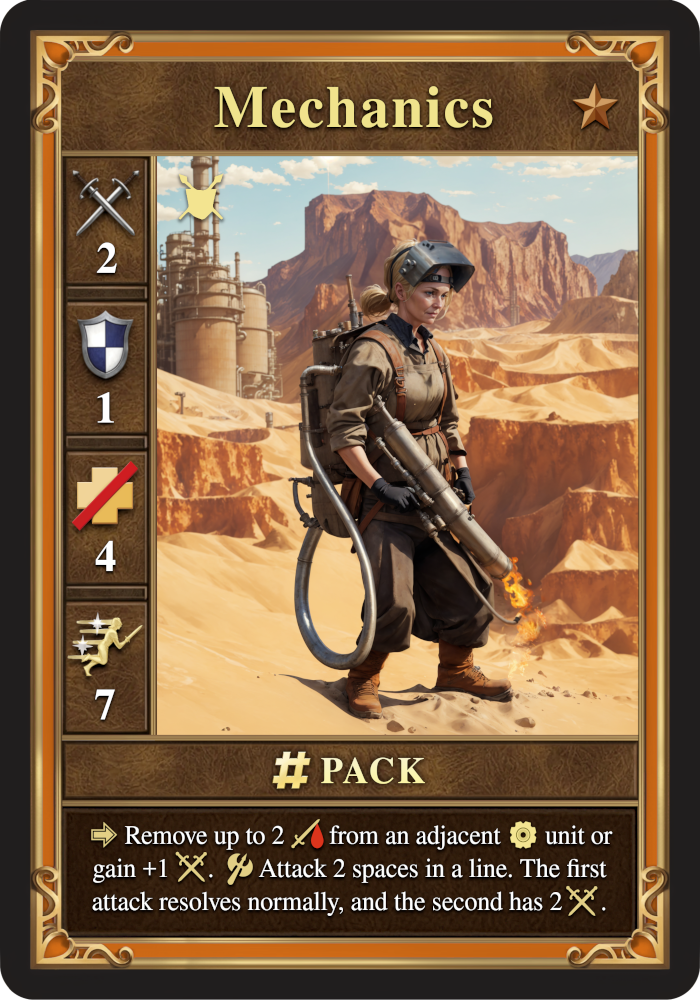 Mechanics
2
1
4
7
# PACK
Remove up to 2 from an adjacent unit or
gain +1 . Attack 2 spaces in a line. The first
attack resolves normally, and the second has 2 .